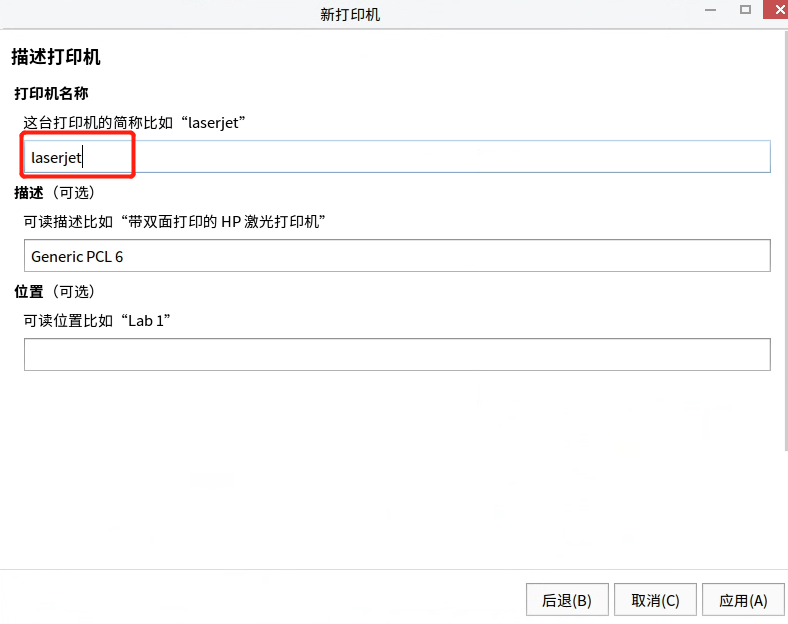 新打印机
描述打印机
打印机名称
这台打印机的简称比如“laserjet”
laserjet
描述（可选）
可读描述比如“带双面打印的 HP 激光打印机”
Generic PCL 6
位置（可选）
可读位置比如“Lab 1”
后退(B) 取消(C) 应用(A)